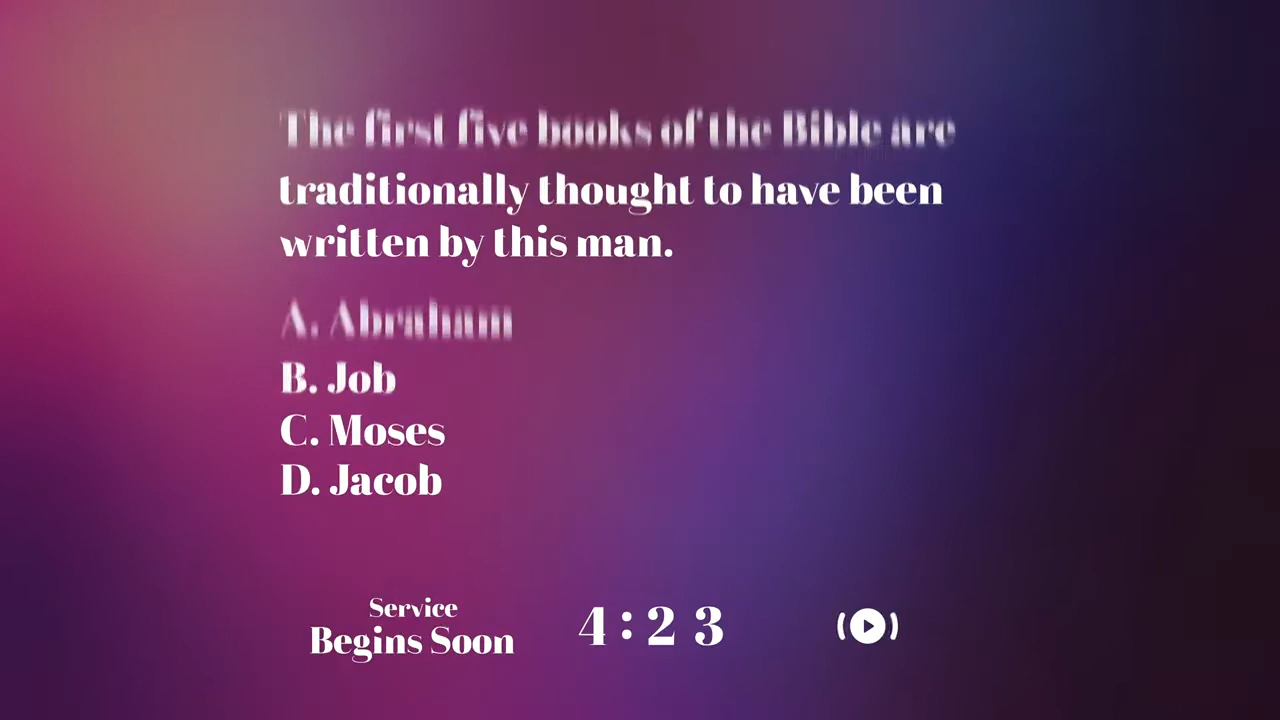 The first five books of the Bible are
traditionally thought to have been
written by this man.
A. Abraham
B. Job
C. Moses
D. Jacob
Service
Begins Soon
4:23